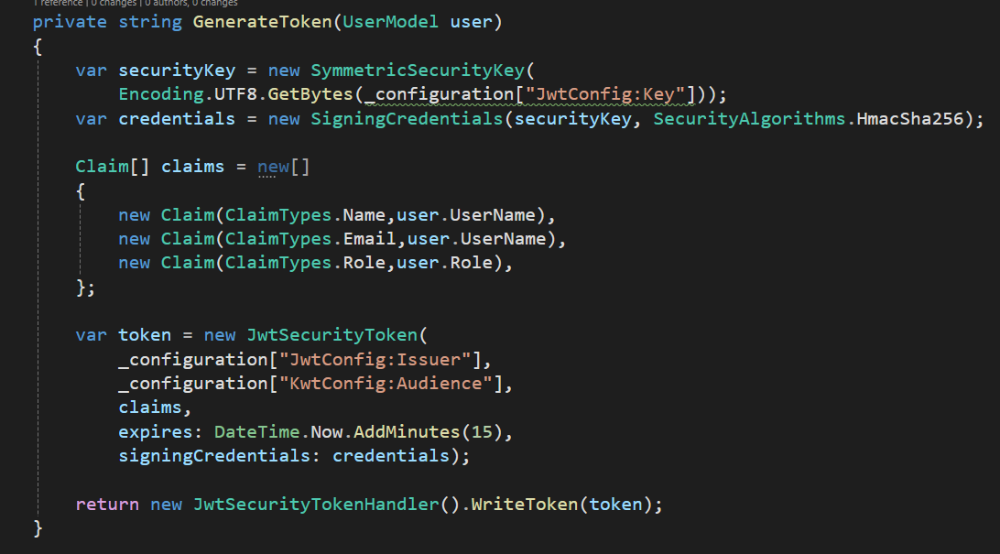 1 reference | 0 changes | 0 authors, 0 changes
private string GenerateToken(UserModel user)
{
var securityKey = new SymmetricSecurityKey(
Encoding.UTF8.GetBytes(_configuration["JwtConfig:Key"]));
var credentials = new SigningCredentials(securityKey, SecurityAlgorithms.HmacSha256);
Claim[] claims = new[]
{
new Claim(ClaimTypes.Name,user.UserName),
new Claim(ClaimTypes.Email,user.UserName),
new Claim(ClaimTypes.Role,user.Role),
};
var token = new JwtSecurityToken(
_configuration["JwtConfig:Issuer"],
_configuration["KwtConfig:Audience"],
claims,
expires: DateTime.Now.AddMinutes(15),
signingCredentials: credentials);
return new JwtSecurityTokenHandler().WriteToken(token);
}